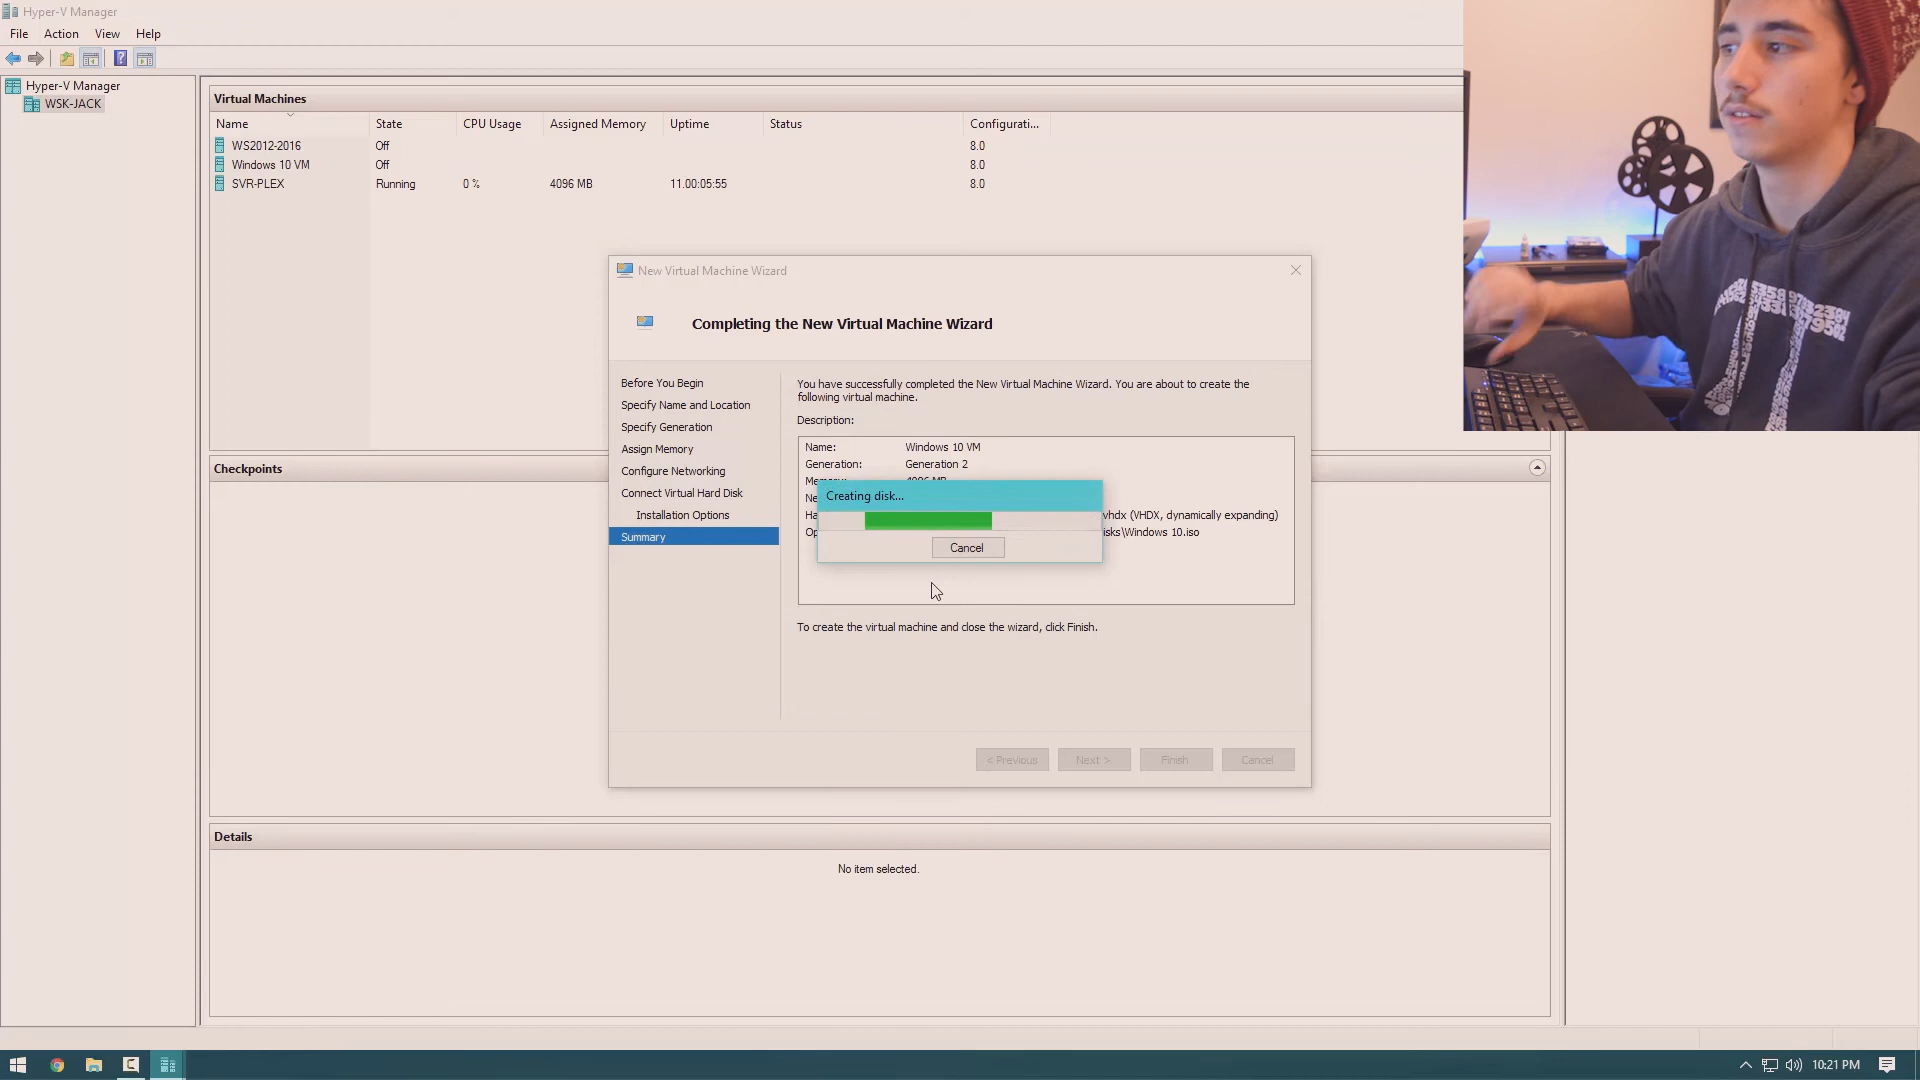 Hyper-V Manager
File Action View Help
Hyper-V Manager
WSK-JACK
Virtual Machines
Name State CPU Usage Assigned Memory Uptime Status Configurati...
WS2012-2016 Off 8.0
Windows 10 VM Off 8.0
SVR-PLEX Running 0 % 4096 MB 11.00:05:55 8.0
New Virtual Machine Wizard
Completing the New Virtual Machine Wizard
Before You Begin
Specify Name and Location
Specify Generation
Assign Memory
Configure Networking
Connect Virtual Hard Disk
Installation Options
Summary
You have successfully completed the New Virtual Machine Wizard. You are about to create the
following virtual machine.
Description:
Name: Windows 10 VM
Generation: Generation 2
4096 MB
Creating disk...
vhdx (VHDX, dynamically expanding)
isks\Windows 10.iso
Cancel
To create the virtual machine and close the wizard, click Finish.
< Previous Next > Finish Cancel
Checkpoints
Details
No item selected.
10:21 PM